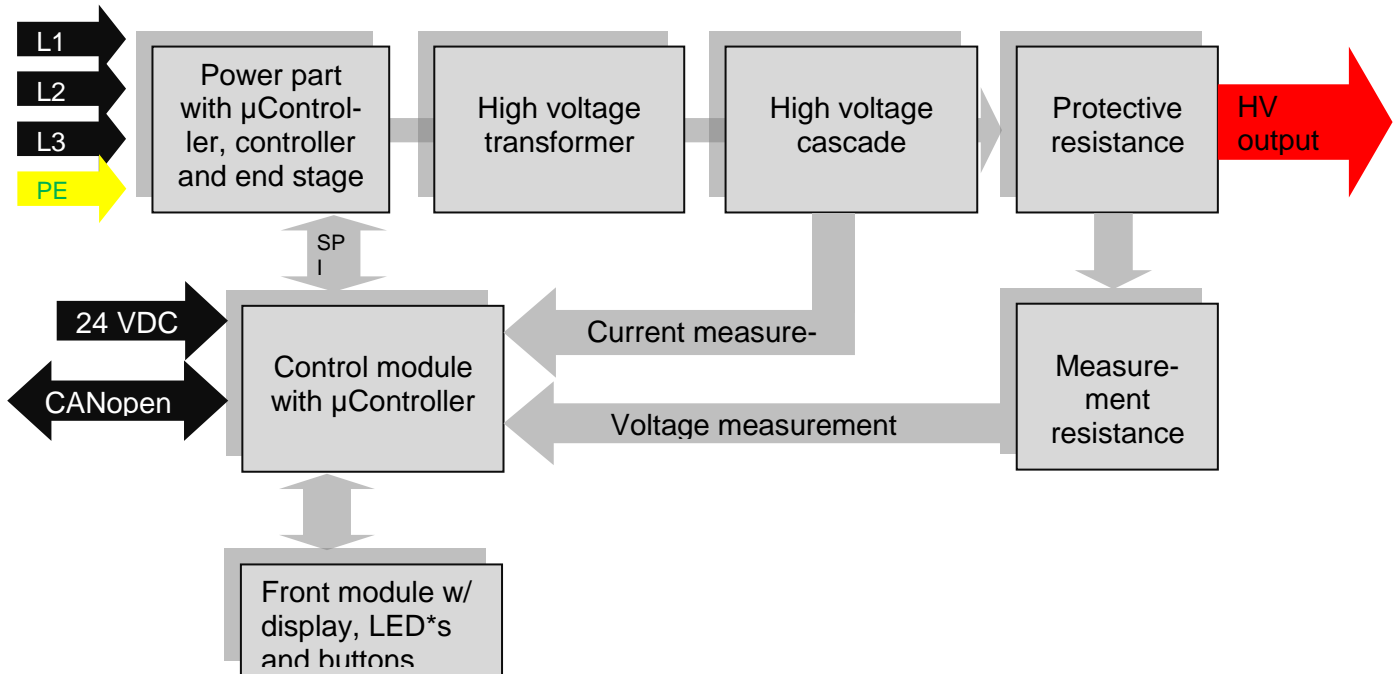 L1
L2
L3
PE
Power part
with µControl-
ler, controller
and end stage
High voltage
transformer
High voltage
cascade
Protective
resistance
HV
output
SP
I
24 VDC
CANopen
Control module
with µController
Current measure-
Voltage measurement
Measure-
ment
resistance
Front module w/
display, LED*s
and buttons